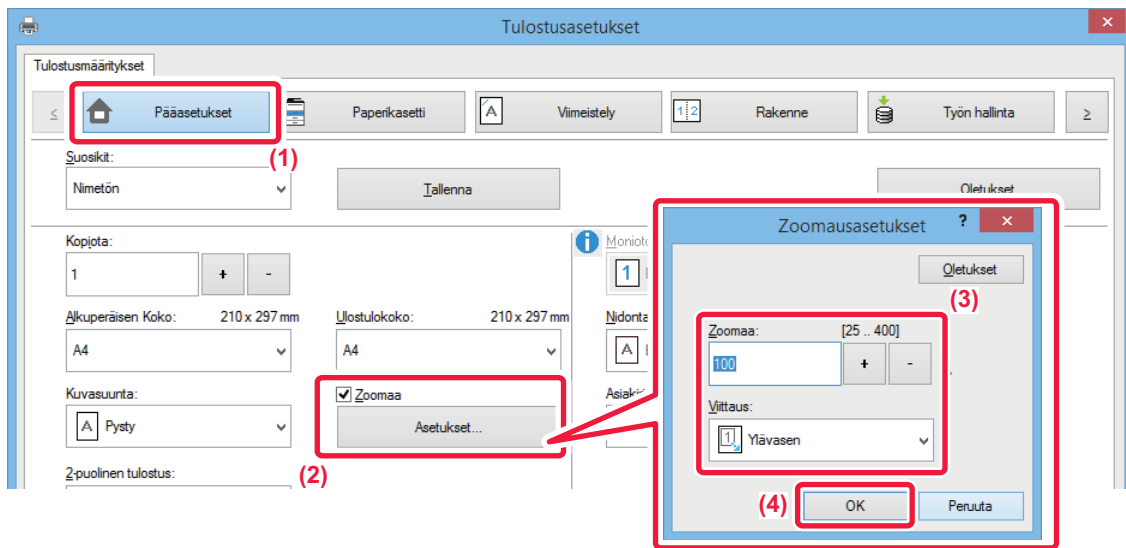 Tulostusasetukset
Tulostusmääritykset
≤ Pääasetukset Paperikasetti Viimeistely Rakenne Työn hallinta ≥
(1)
Suosikit:
Nimetön Tallenna Oletukset
Kopiota:
1 + -
Alkuperäisen Koko: 210 x 297 mm Ulostulokoko: 210 x 297 mm Nidonta
A4 A4
Kuvasuunta: Zoomaa
Pysty Asetukset...
(2)
2-puolinen tulostus:
Zoomausasetukset ? ×
Oletukset
(3)
Zoomaa: [25 .. 400]
100 + -
Viittaus:
Ylävasen
(4) OK Peruuta